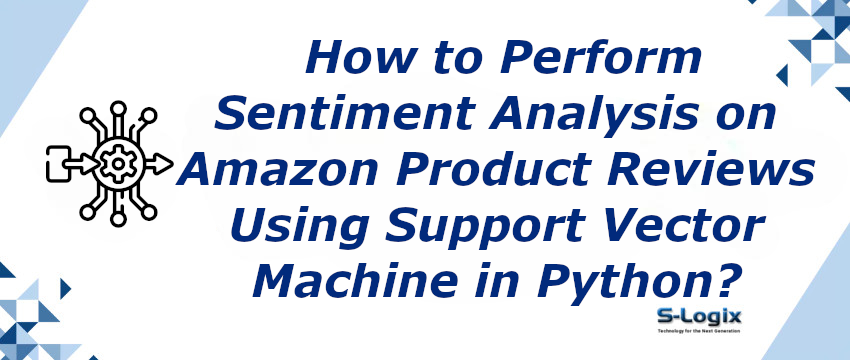 How to Perform
Sentiment Analysis on
Amazon Product Reviews
Using Support Vector
Machine in Python?
S-Logix
Technology for the Next Generation